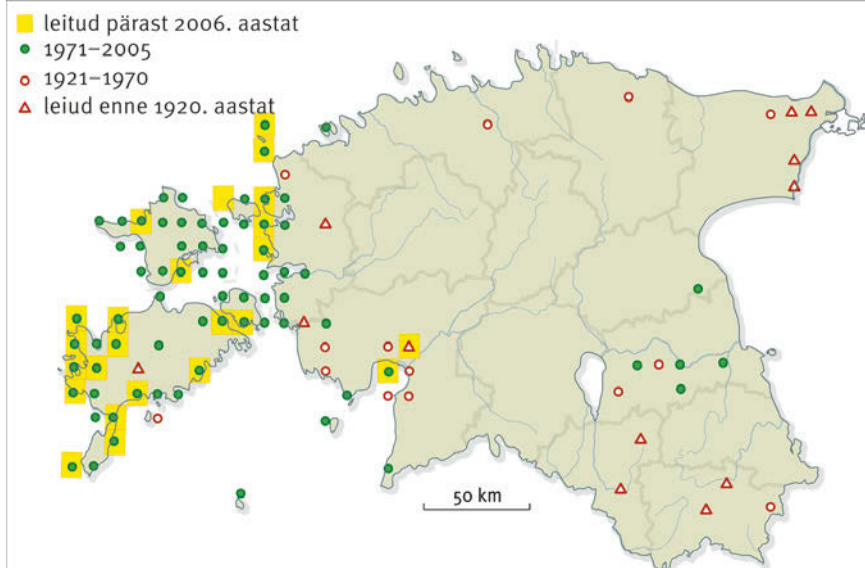 leitud pärast 2006. aastat
1971–2005
1921–1970
leiud enne 1920. aastat
50 km